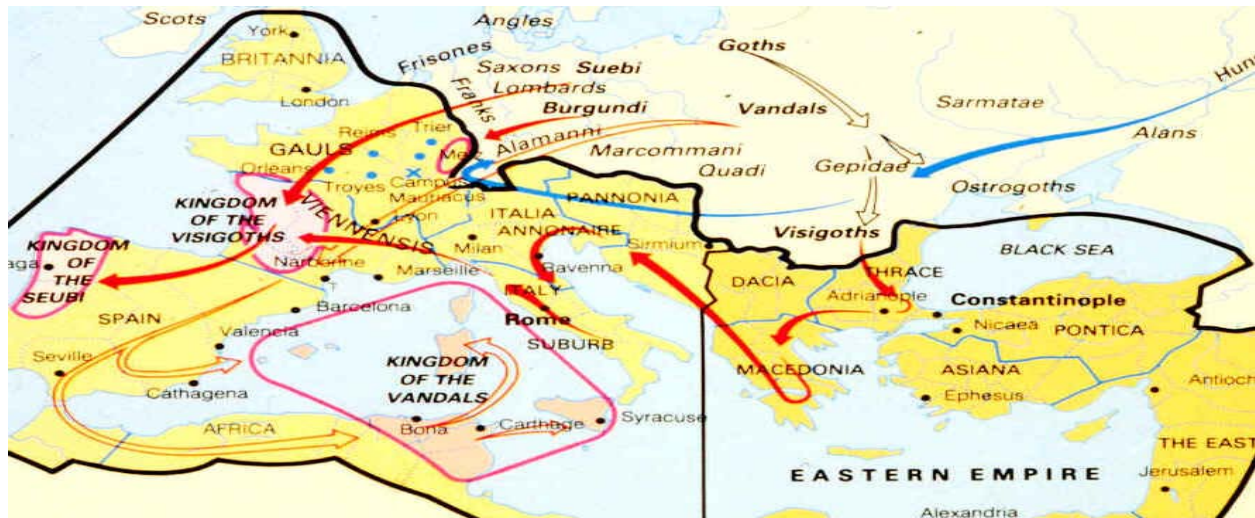 Scots
York
BRITANNIA
London
Angles
Frisones
Saxons Suebi
Lombards
Franks
Burgundi
Alamanni
Marcommani
Quadi
Goths
Vandals
Sarmatae
Alans
Gepidae
Ostrogoths
Visigoths
Reims
Trier
GAULS
Orléans
Troyes
Campus
Mauriacus
Lyon
VIENNENSIS
KINGDOM
OF THE
VISIGOTHS
Narbonne
Marseille
Milan
ITALIA
ANNONAIRE
PANNONIA
Sirmium
Ravenna
ITALY
Rome
SUBURB
KINGDOM
OF
THE
SEUBI
SPAIN
Barcelona
Valencia
Seville
Cathagena
AFRICA
KINGDOM
OF THE
VANDALS
Bona
Carthage
Syracuse
DACIA
THRACE
BLACK SEA
Adrianople
Constantinople
Nicaea
PONTICA
MACEDONIA
ASIANA
Ephesus
Antioch
THE EAST
EASTERN EMPIRE
Jerusalem
Alexandria